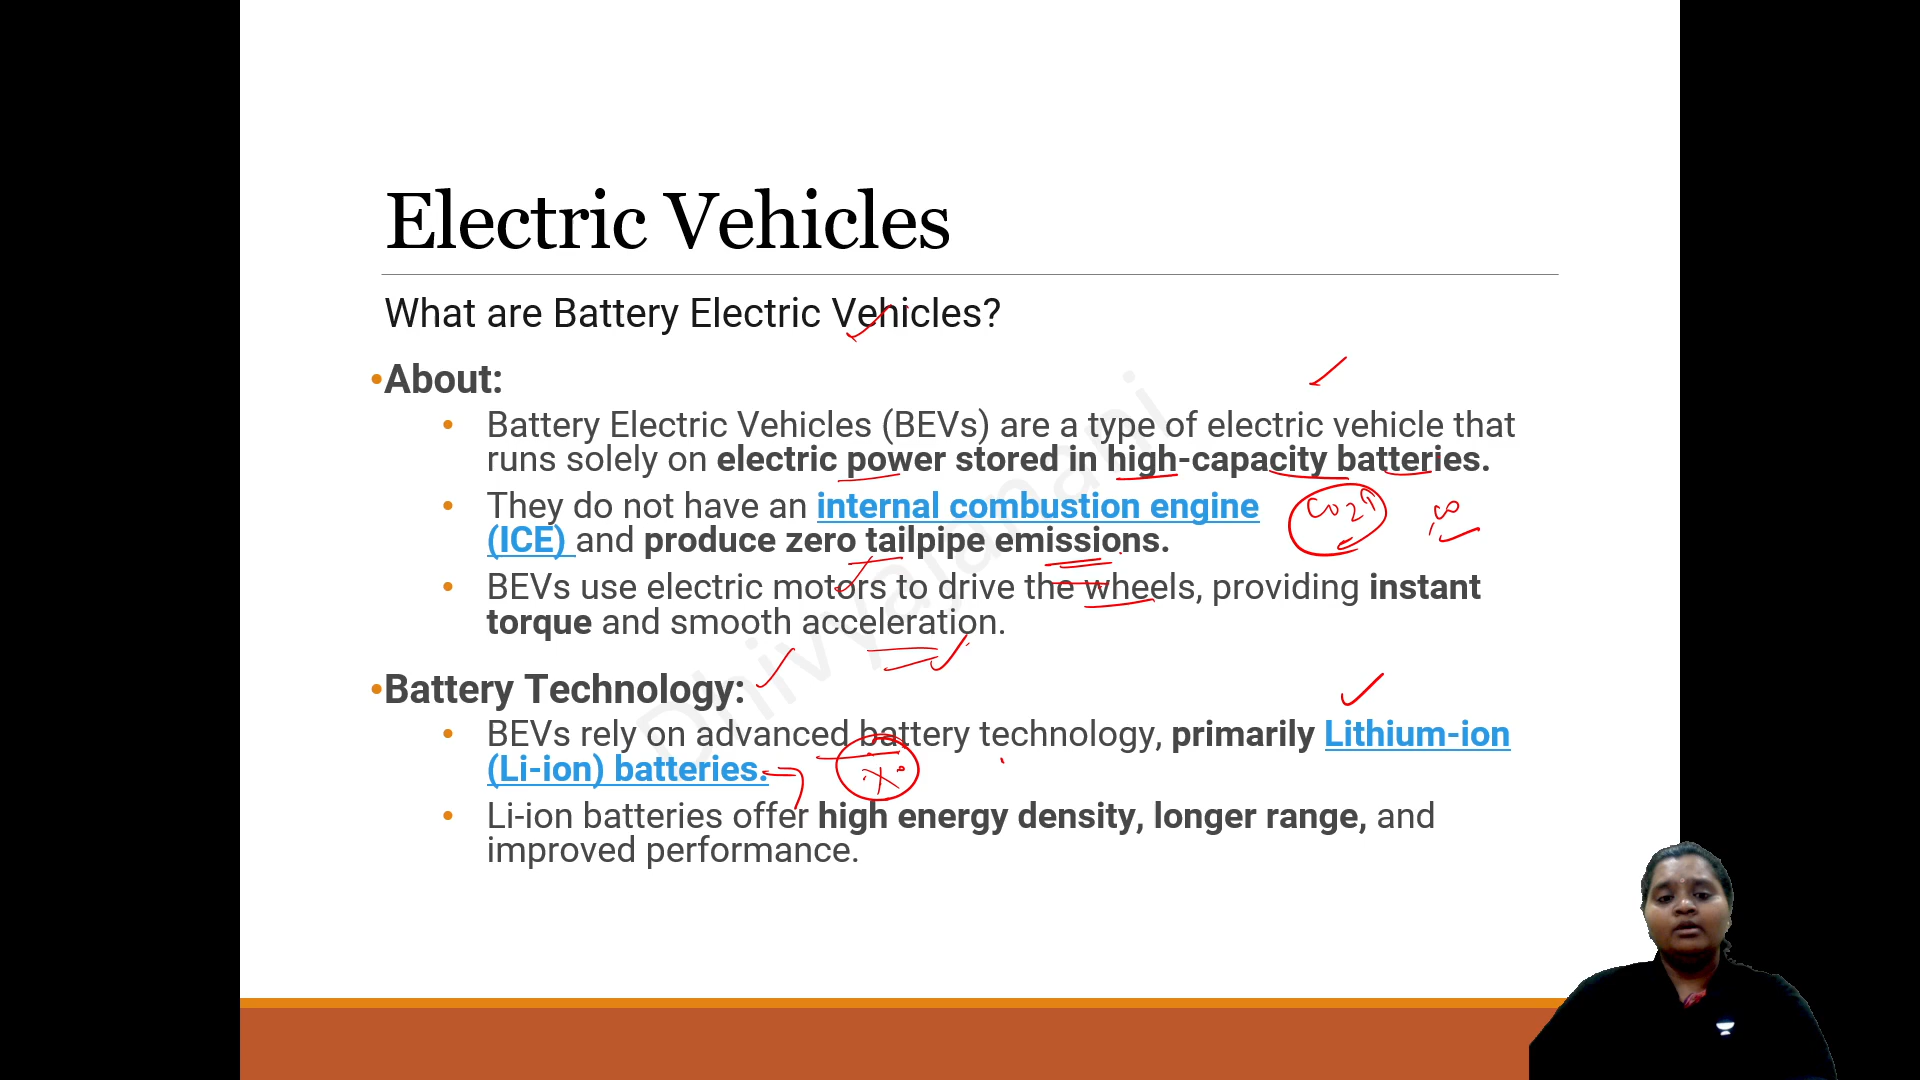 Electric Vehicles
What are Battery Electric Vehicles?
•About:
• Battery Electric Vehicles (BEVs) are a type of electric vehicle that
runs solely on electric power stored in high-capacity batteries.
• They do not have an internal combustion engine
(ICE) and produce zero tailpipe emissions.
CO2↑
CO
• BEVs use electric motors to drive the wheels, providing instant
torque and smooth acceleration.
•Battery Technology:
• BEVs rely on advanced battery technology, primarily Lithium-ion
(Li-ion) batteries.
• Li-ion batteries offer high energy density, longer range, and
improved performance.
Dhivyajanani